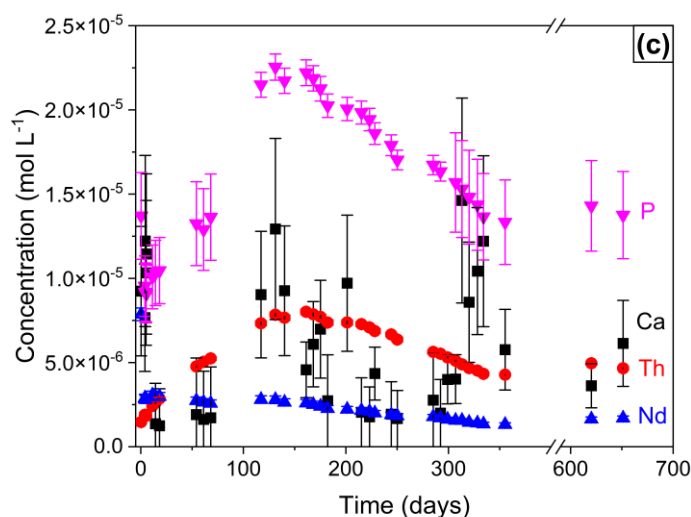 (c)
2.5×10⁻⁵
2.0×10⁻⁵
1.5×10⁻⁵
1.0×10⁻⁵
5.0×10⁻⁶
0.0
Concentration (mol L⁻¹)
P
Ca
Th
Nd
0 100 200 300 600 700
Time (days)